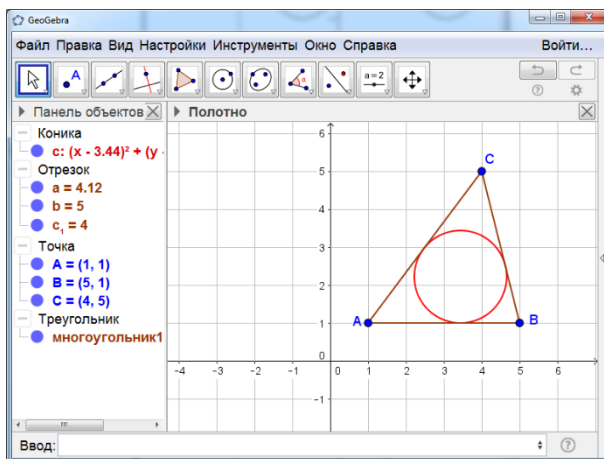 GeoGebra
Файл Правка Вид Настройки Инструменты Окно Справка Войти...
A α a=2
Панель объектов
Полотно
Коника
c: (x - 3.44)² + (y -
Отрезок
a = 4.12
b = 5
c₁ = 4
Точка
A = (1, 1)
B = (5, 1)
C = (4, 5)
Треугольник
многоугольник1
6
5
4
3
2
1
0
-1
-4 -3 -2 -1 0 1 2 3 4 5 6
C
A
B
Ввод: